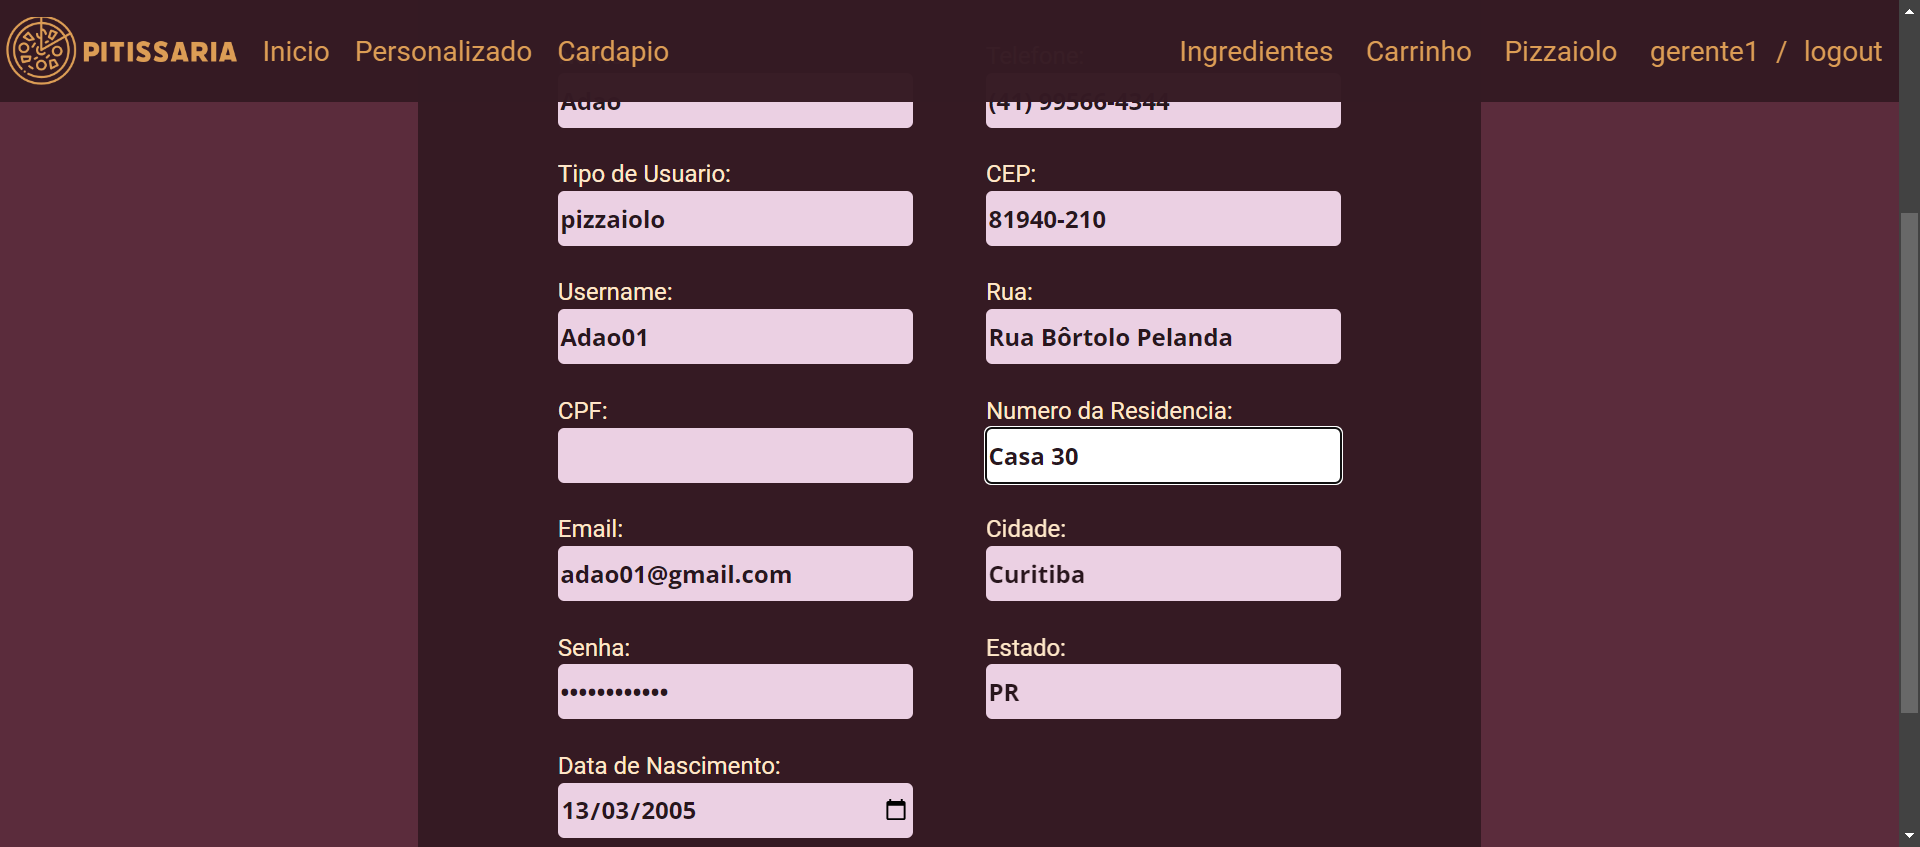 PITISSARIA Inicio Personalizado Cardapio Ingredientes Carrinho Pizzaiolo gerente1 / logout
Telefone:
Adao
(41) 99566-4344
Tipo de Usuario:
pizzaiolo
Username:
Adao01
CPF:
Email:
adao01@gmail.com
Senha:
••••••••••••
Data de Nascimento:
13/03/2005
CEP:
81940-210
Rua:
Rua Bôrtolo Pelanda
Numero da Residencia:
Casa 30
Cidade:
Curitiba
Estado:
PR